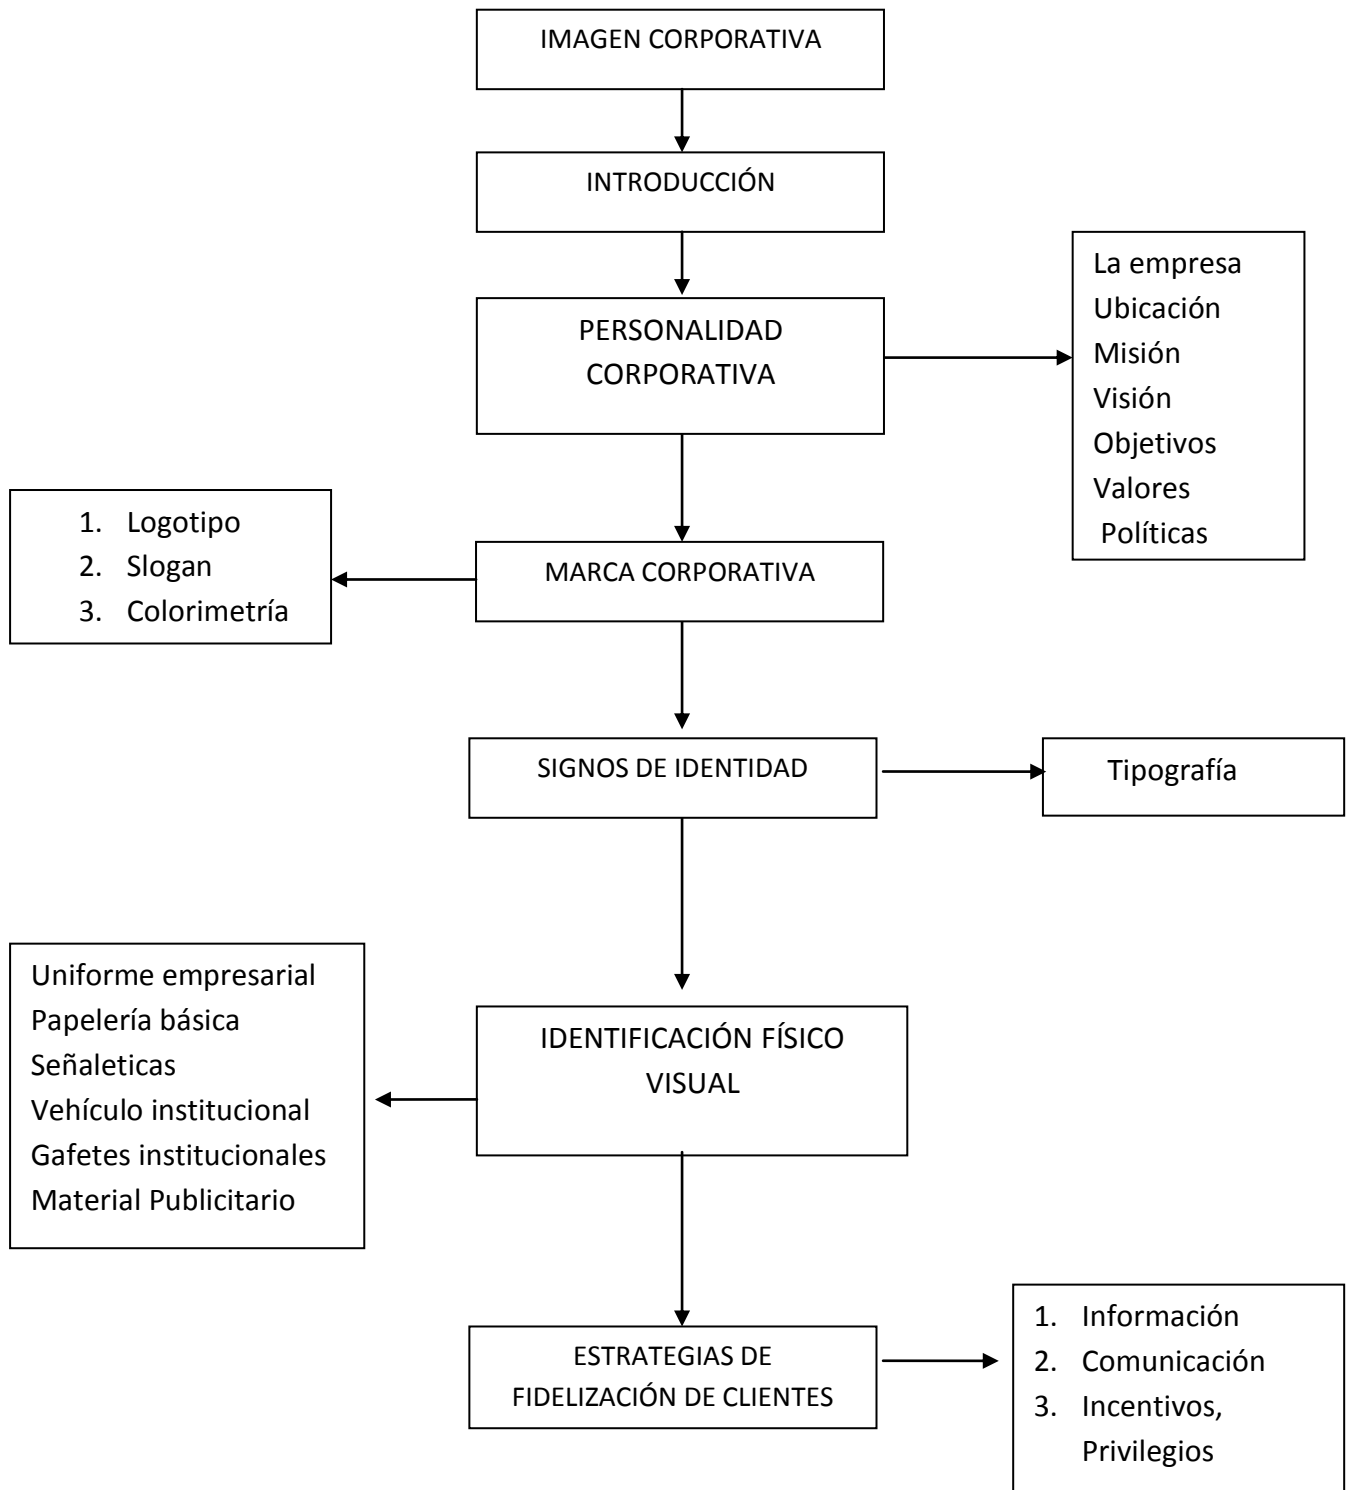 IMAGEN CORPORATIVA
INTRODUCCIÓN
PERSONALIDAD
CORPORATIVA
La empresa
Ubicación
Misión
Visión
Objetivos
Valores
Políticas
1. Logotipo
2. Slogan
3. Colorimetría
MARCA CORPORATIVA
SIGNOS DE IDENTIDAD
Tipografía
Uniforme empresarial
Papelería básica
Señaleticas
Vehículo institucional
Gafetes institucionales
Material Publicitario
IDENTIFICACIÓN FÍSICO
VISUAL
ESTRATEGIAS DE
FIDELIZACIÓN DE CLIENTES
1. Información
2. Comunicación
3. Incentivos,
Privilegios